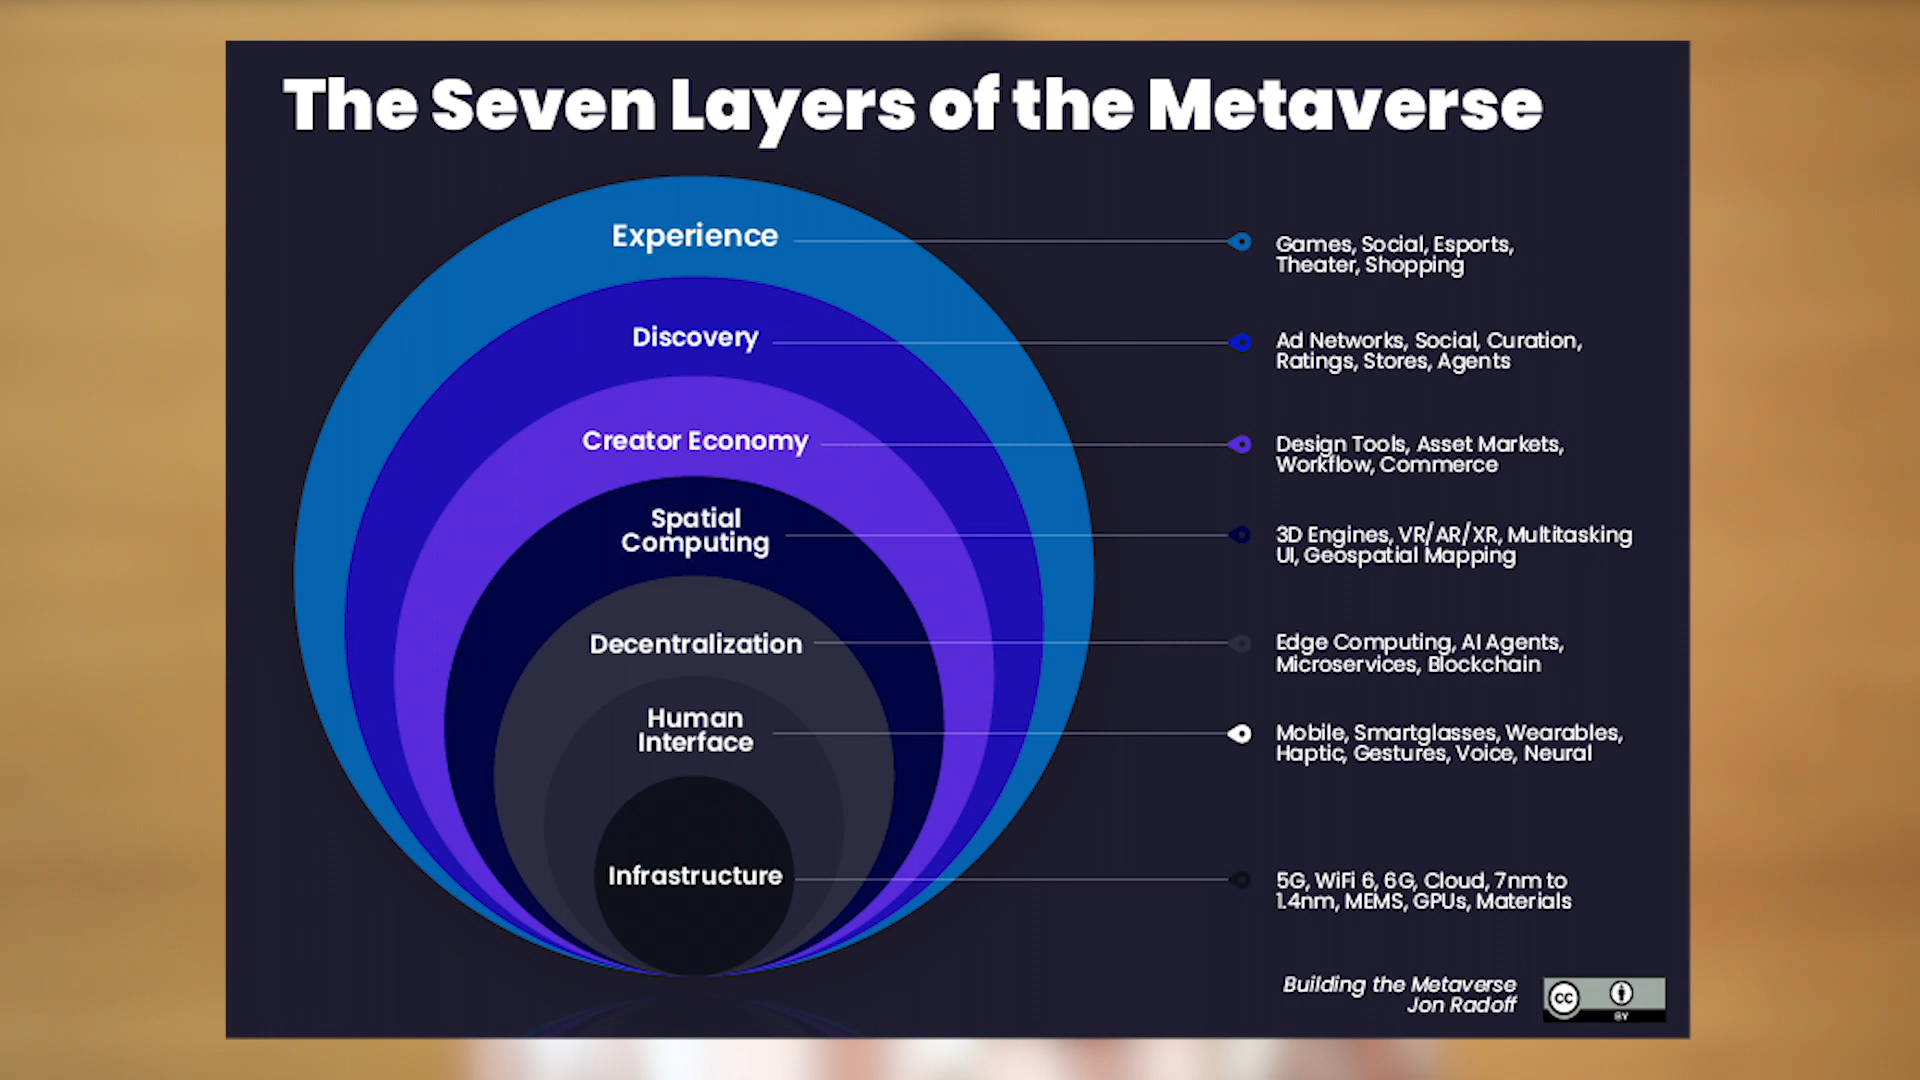 The Seven Layers of the Metaverse
Experience
Games, Social, Esports,
Theater, Shopping
Discovery
Ad Networks, Social, Curation,
Ratings, Stores, Agents
Creator Economy
Design Tools, Asset Markets,
Workflow, Commerce
Spatial
Computing
3D Engines, VR/AR/XR, Multitasking
UI, Geospatial Mapping
Decentralization
Edge Computing, AI Agents,
Microservices, Blockchain
Human
Interface
Mobile, Smartglasses, Wearables,
Haptic, Gestures, Voice, Neural
Infrastructure
5G, WiFi 6, 6G, Cloud, 7nm to
1.4nm, MEMS, GPUs, Materials
Building the Metaverse
Jon Radoff
cc
BY